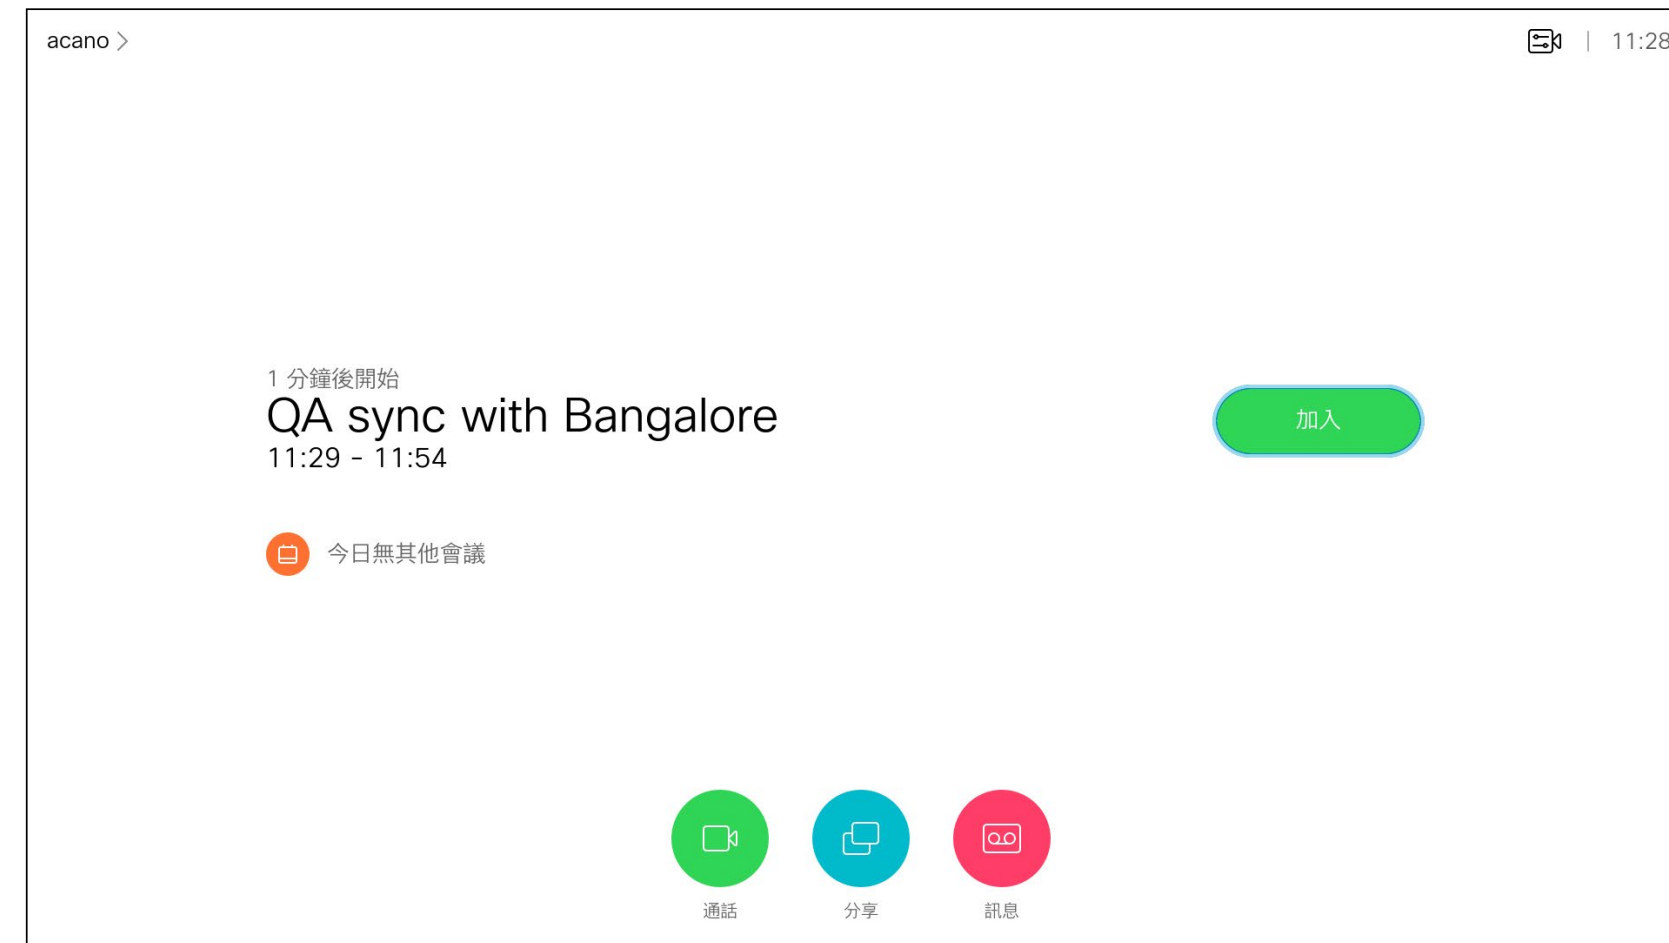 acano
11:28
1 分鐘後開始
QA sync with Bangalore
11:29 - 11:54
加入
今日無其他會議
通話
分享
訊息